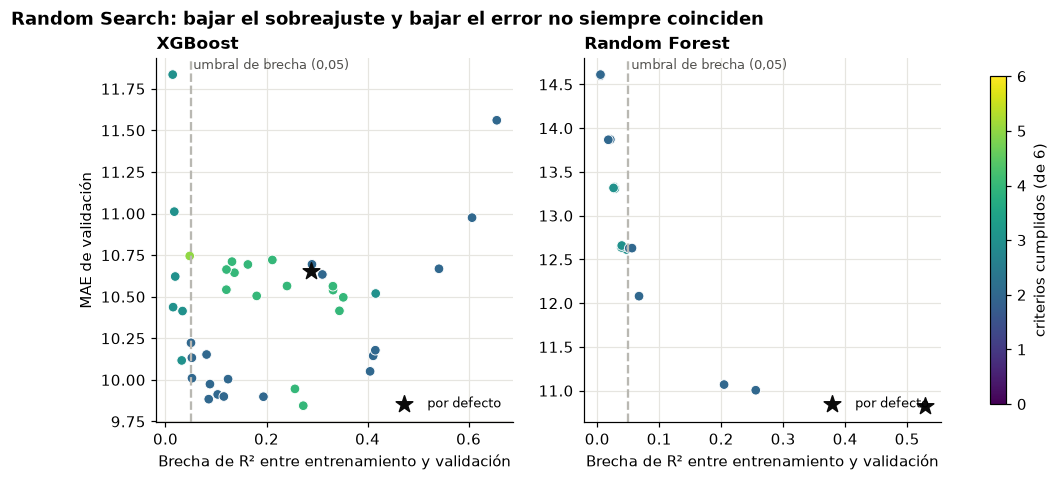 Random Search: bajar el sobreajuste y bajar el error no siempre coinciden
XGBoost
umbral de brecha (0,05)
MAE de validación
11.75
11.50
11.25
11.00
10.75
10.50
10.25
10.00
9.75
0.0 0.2 0.4 0.6
Brecha de R² entre entrenamiento y validación
por defecto
Random Forest
umbral de brecha (0,05)
14.5
14.0
13.5
13.0
12.5
12.0
11.5
11.0
0.0 0.1 0.2 0.3 0.4 0.5
Brecha de R² entre entrenamiento y validación
por defecto
6
5
4
3
2
1
0
criterios cumplidos (de 6)